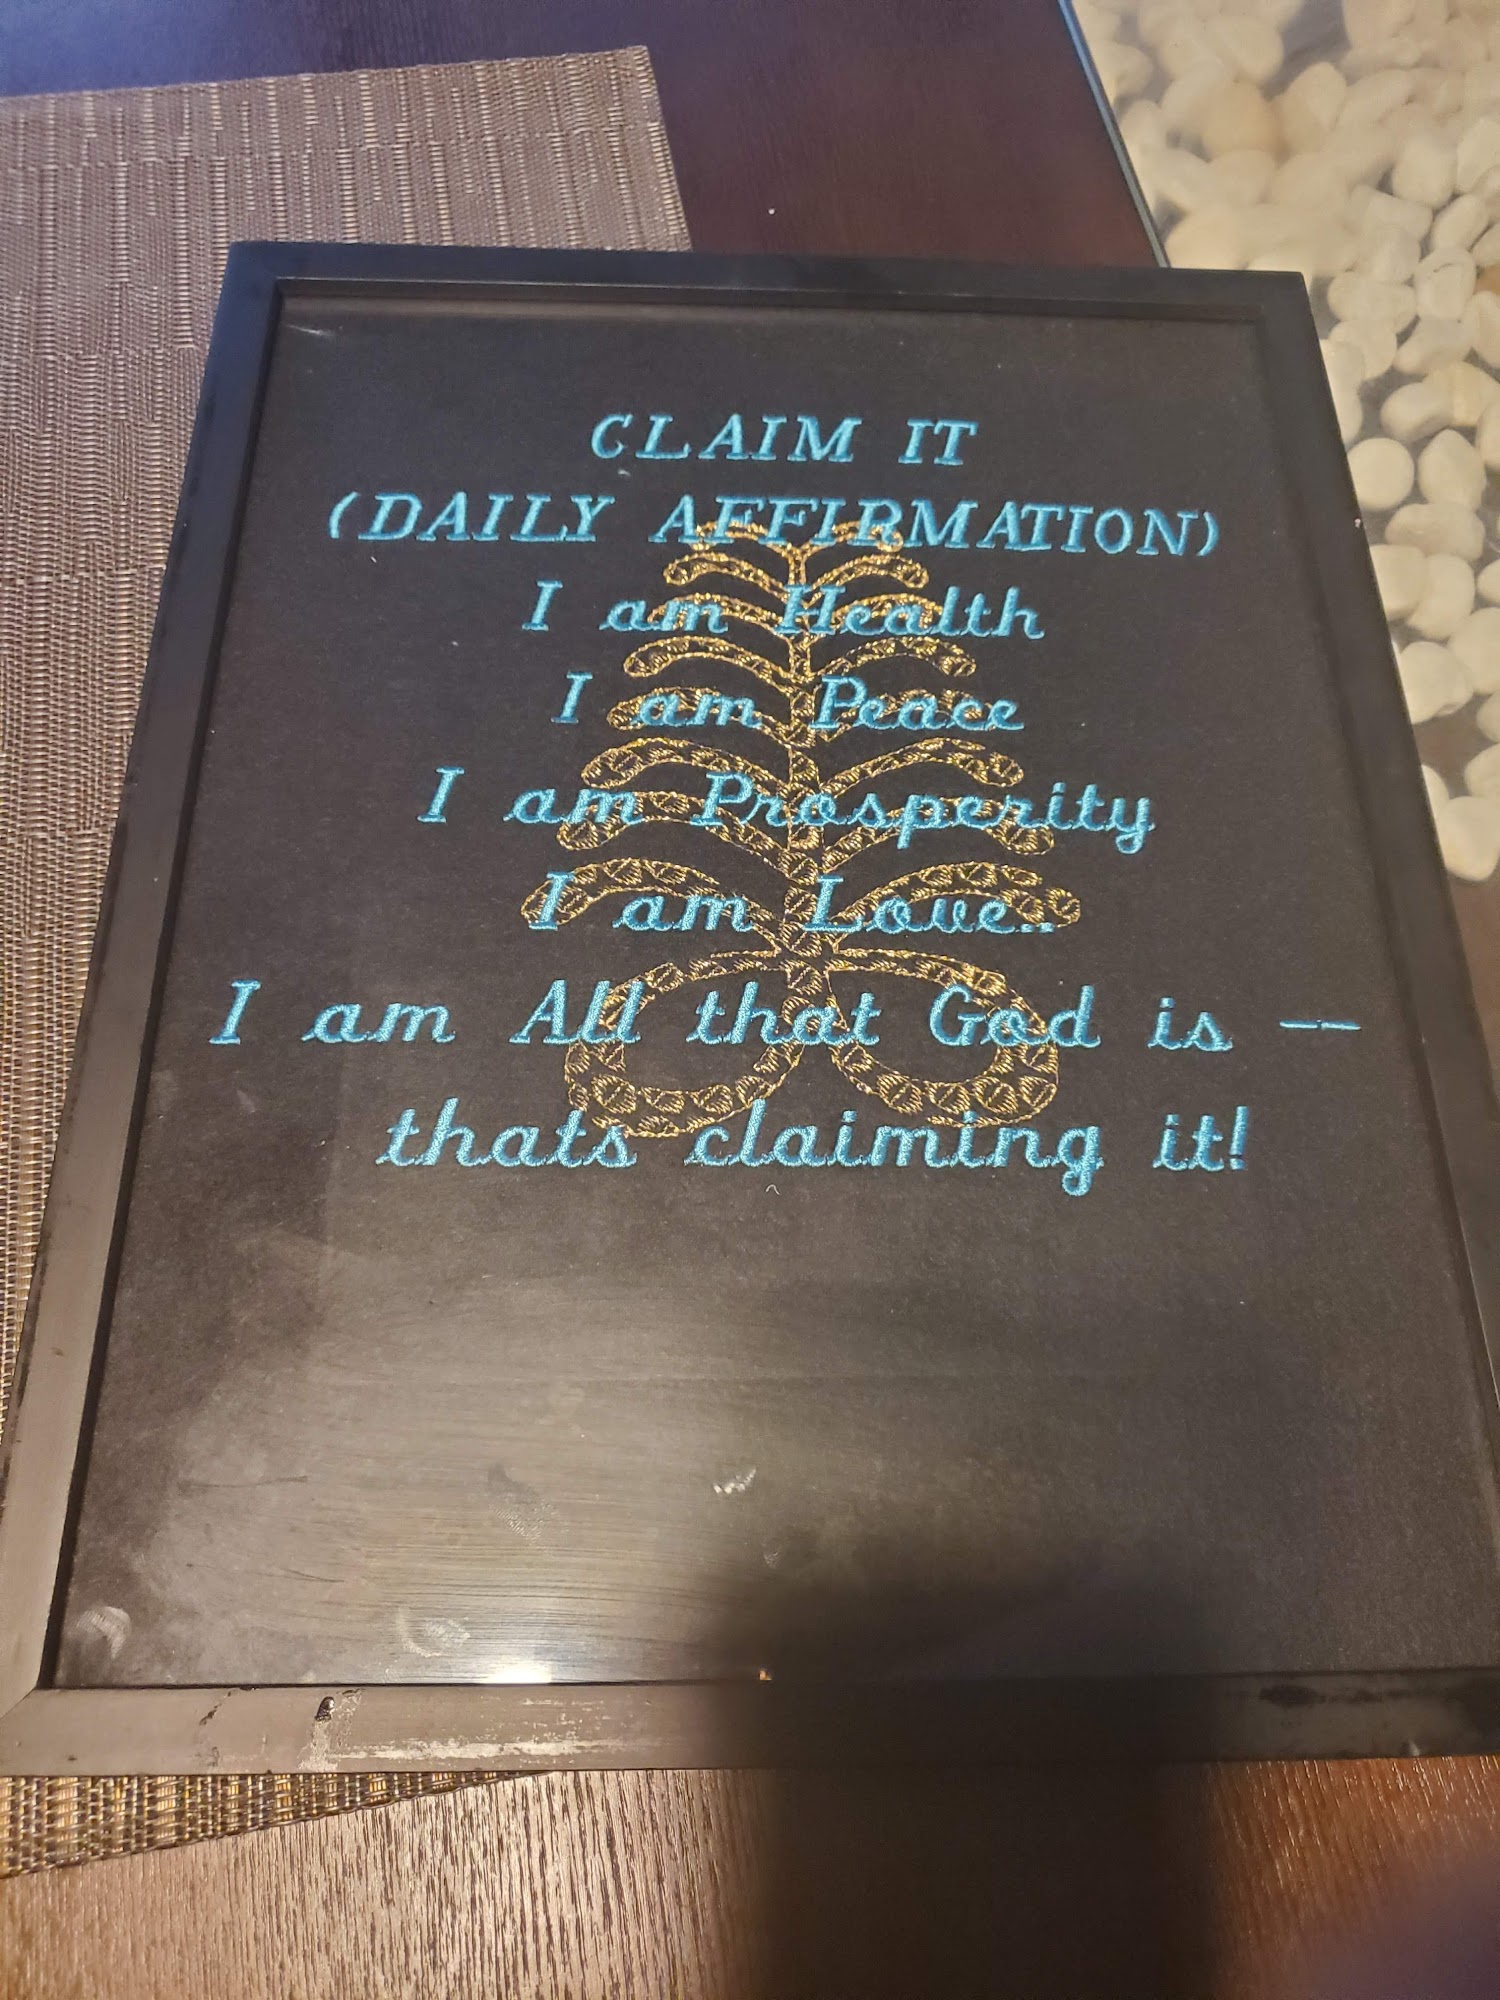 CLAIM IT
(DAILY AFFIRMATION)
I am Health
I am Peace
I am Prosperity
I am Love..
I am All that God is --
thats claiming it!